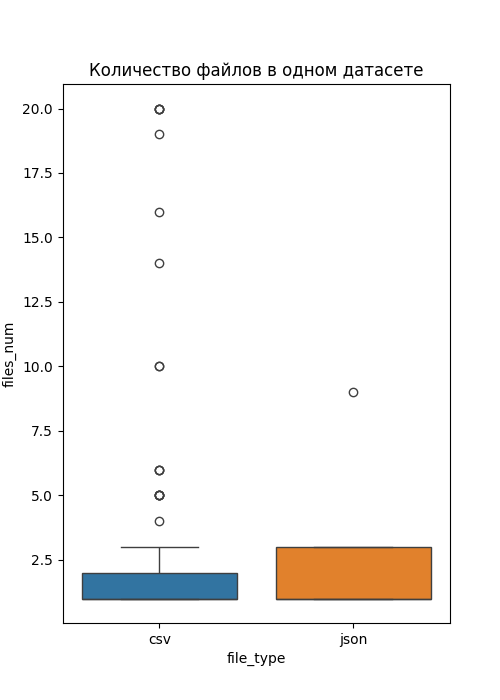 Количество файлов в одном датасете
files_num
20.0
17.5
15.0
12.5
10.0
7.5
5.0
2.5
csv
json
file_type